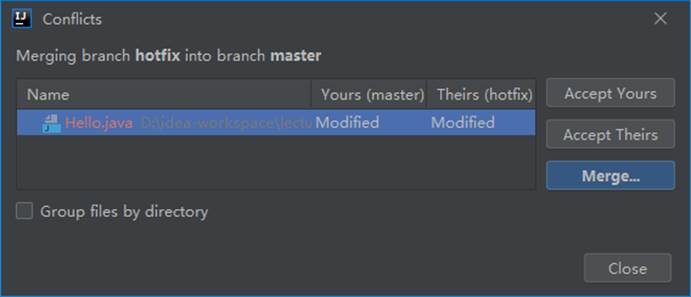 IJ Conflicts
Merging branch hotfix into branch master
Name Yours (master) Theirs (hotfix)
Hello.java D:\idea-workspace\lectu Modified Modified
Accept Yours
Accept Theirs
Merge...
Group files by directory
Close